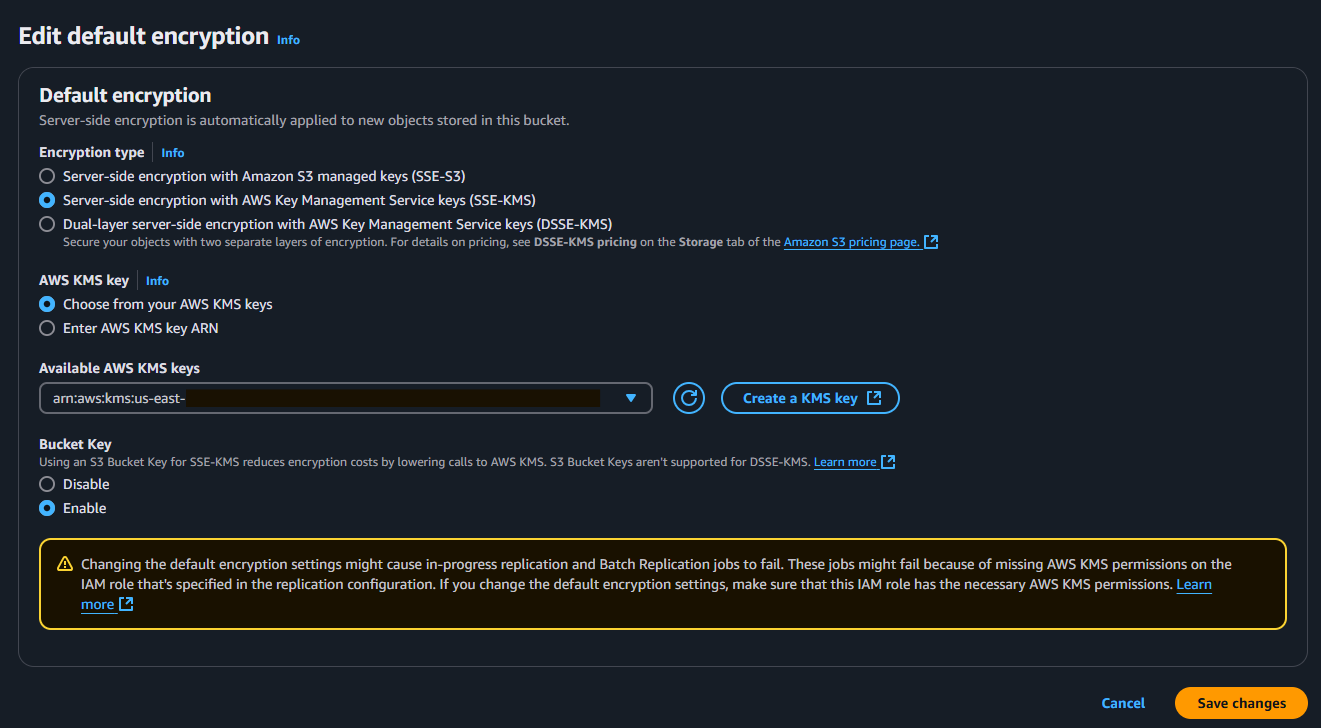 Edit default encryption Info
Default encryption
Server-side encryption is automatically applied to new objects stored in this bucket.
Encryption type Info
Server-side encryption with Amazon S3 managed keys (SSE-S3)
Server-side encryption with AWS Key Management Service keys (SSE-KMS)
Dual-layer server-side encryption with AWS Key Management Service keys (DSSE-KMS)
Secure your objects with two separate layers of encryption. For details on pricing, see DSSE-KMS pricing on the Storage tab of the Amazon S3 pricing page.
AWS KMS key Info
Choose from your AWS KMS keys
Enter AWS KMS key ARN
Available AWS KMS keys
arn:aws:kms:us-east-
Create a KMS key
Bucket Key
Using an S3 Bucket Key for SSE-KMS reduces encryption costs by lowering calls to AWS KMS. S3 Bucket Keys aren't supported for DSSE-KMS. Learn more
Disable
Enable
Changing the default encryption settings might cause in-progress replication and Batch Replication jobs to fail. These jobs might fail because of missing AWS KMS permissions on the
IAM role that's specified in the replication configuration. If you change the default encryption settings, make sure that this IAM role has the necessary AWS KMS permissions. Learn
more
Cancel Save changes